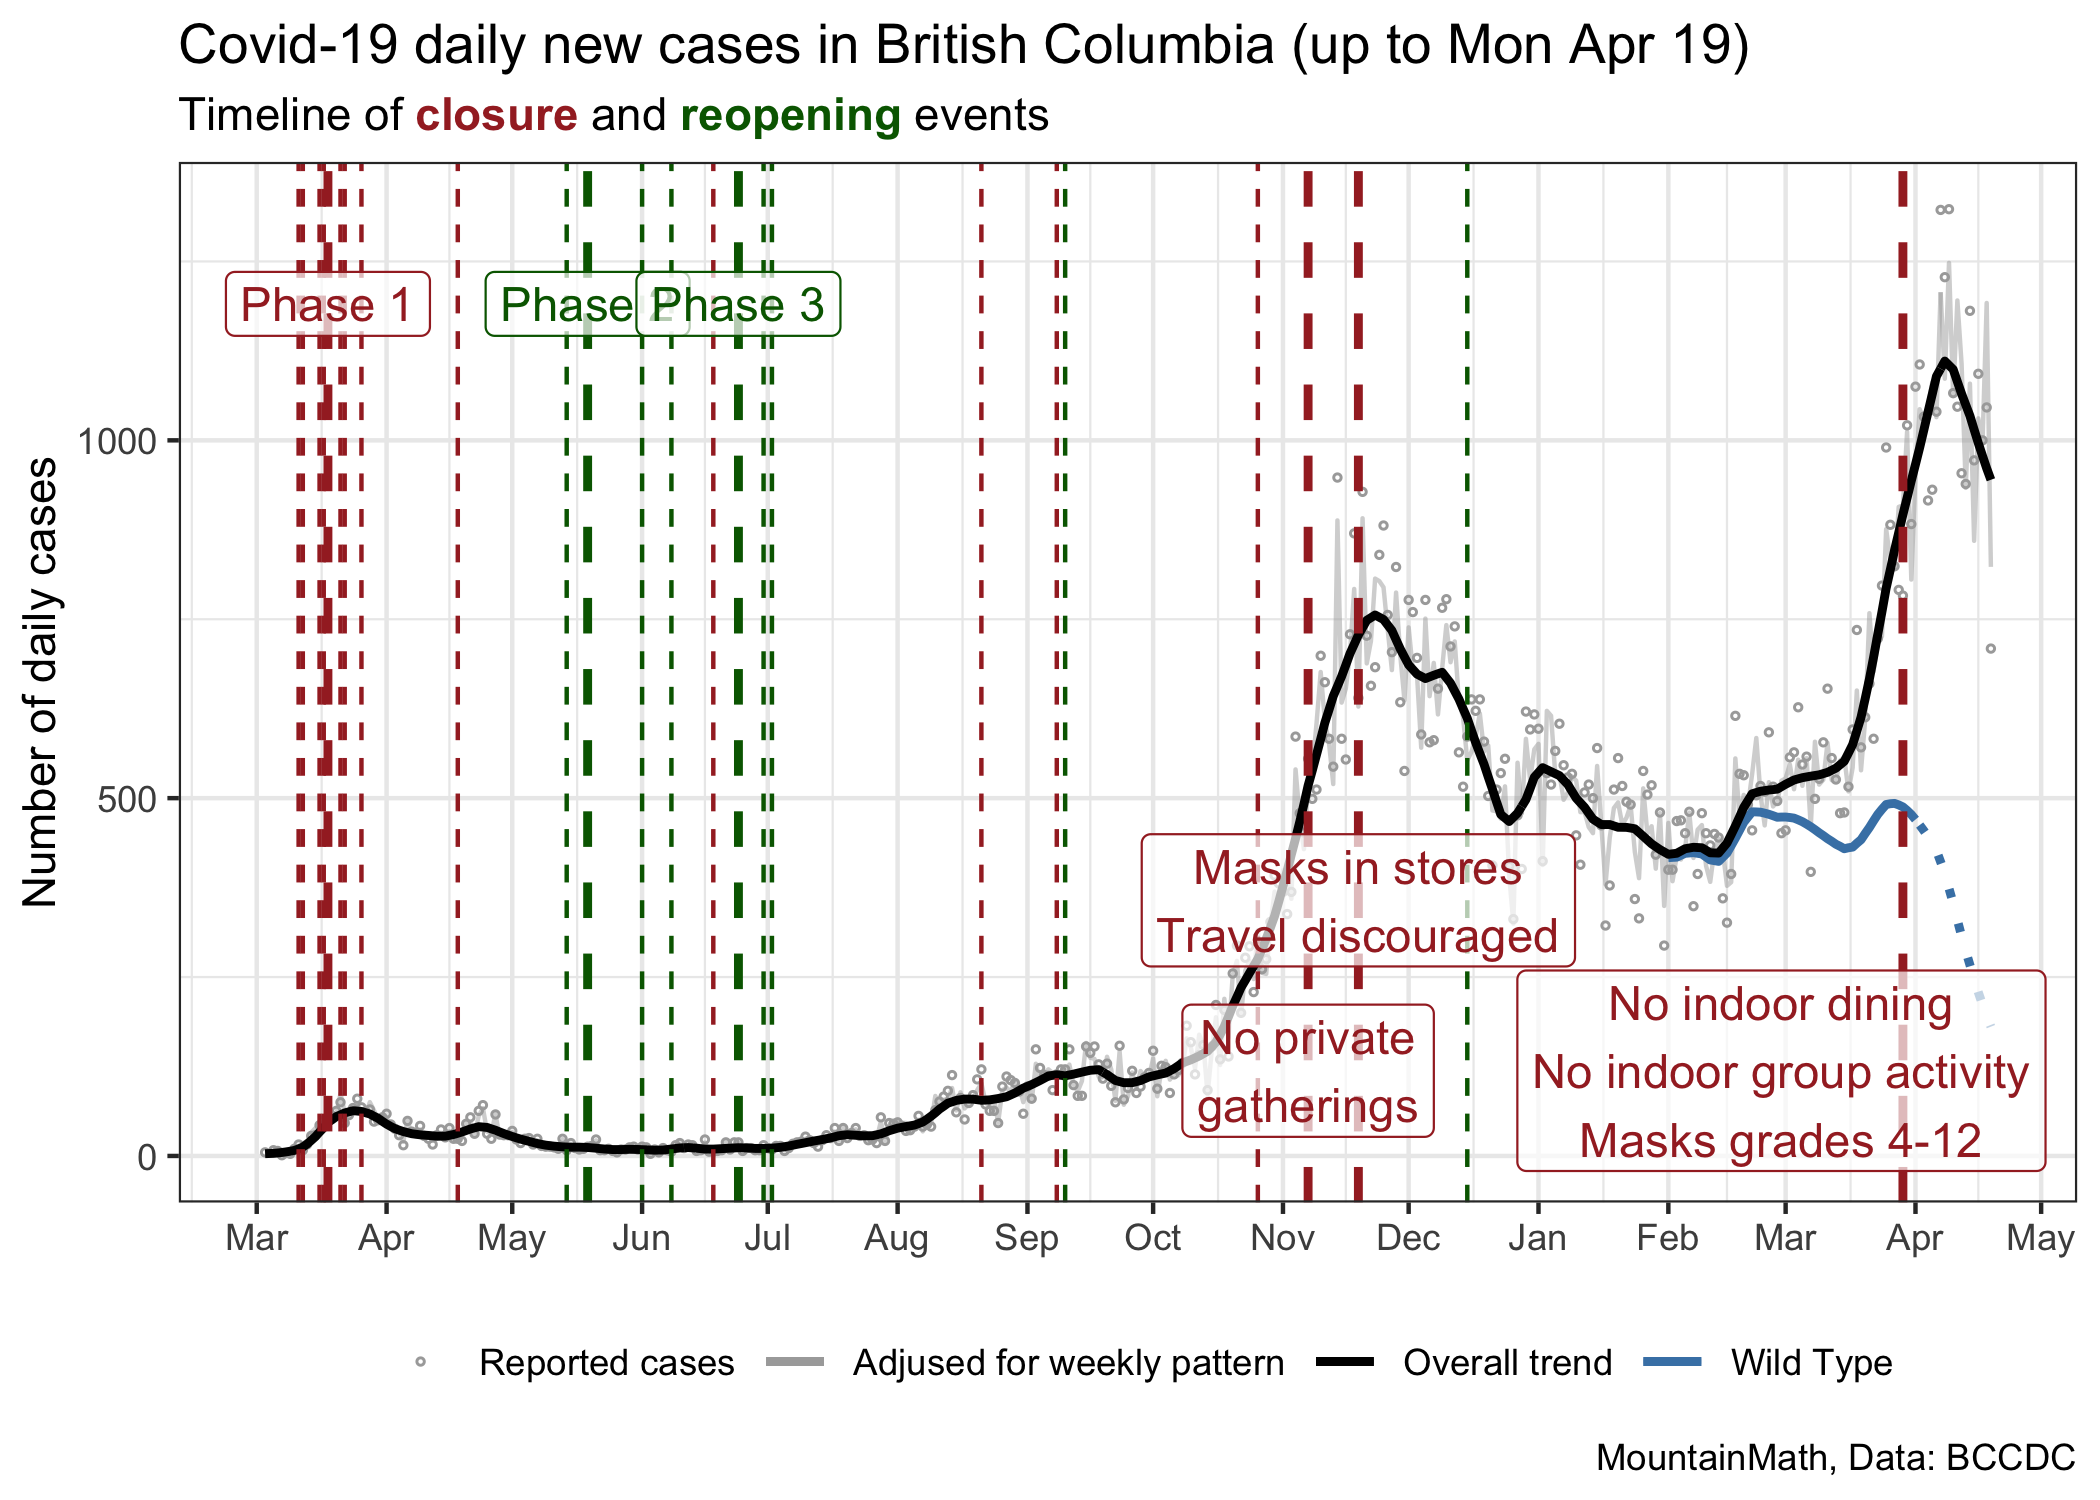 Covid-19 daily new cases in British Columbia (up to Mon Apr 19)
Timeline of closure and reopening events
Number of daily cases
1000
500
0
Phase 1
Phase 2
Phase 3
Masks in stores
Travel discouraged
No private
gatherings
No indoor dining
No indoor group activity
Masks grades 4-12
Mar Apr May Jun Jul Aug Sep Oct Nov Dec Jan Feb Mar Apr May
Reported cases Adjused for weekly pattern Overall trend Wild Type
MountainMath, Data: BCCDC